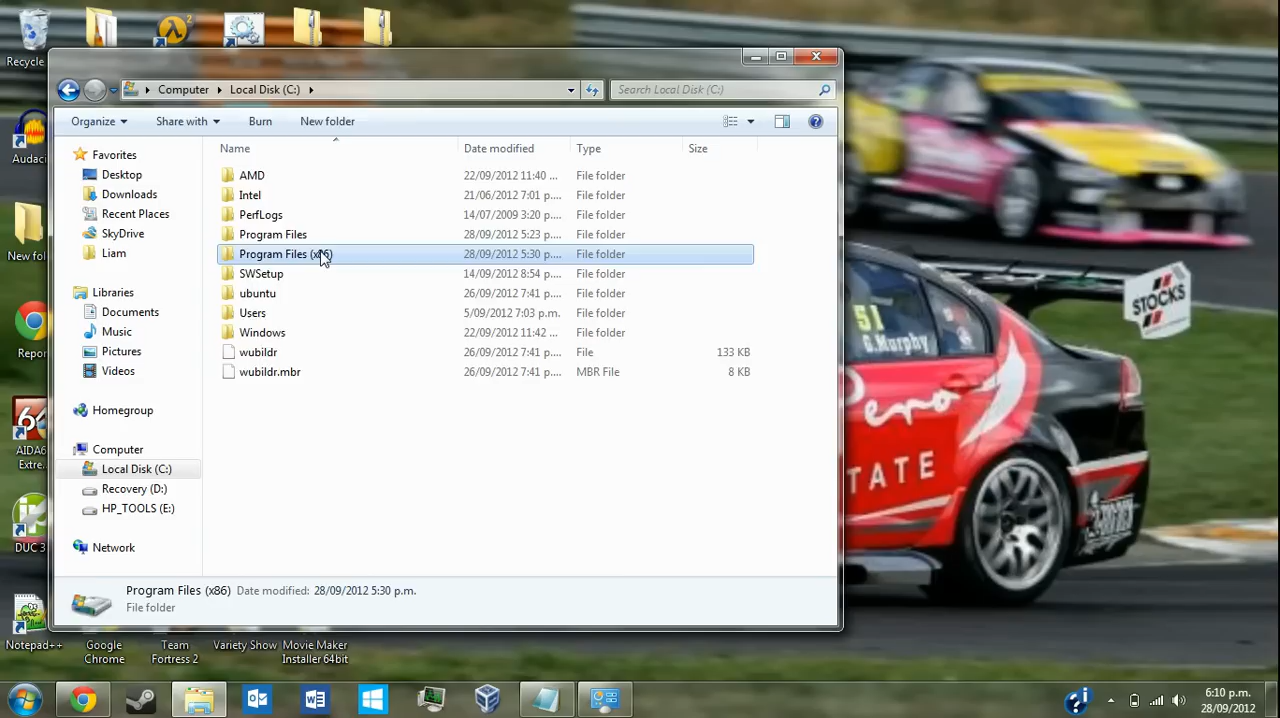 Recycle
Computer
Local Disk (C:)
Search Local Disk (C:)
Organize
Share with
Burn
New folder
Name
Date modified
Type
Size
Favorites
Desktop
Downloads
Recent Places
SkyDrive
Liam
Libraries
Documents
Music
Pictures
Videos
Homegroup
Computer
Local Disk (C:)
Recovery (D:)
HP_TOOLS (E:)
Network
AMD 22/09/2012 11:40 ... File folder
Intel 21/06/2012 7:01 p.... File folder
PerfLogs 14/07/2009 3:20 p.... File folder
Program Files 28/09/2012 5:23 p.... File folder
Program Files (x86) 28/09/2012 5:30 p.... File folder
SWSetup 14/09/2012 8:54 p.... File folder
ubuntu 26/09/2012 7:41 p.... File folder
Users 5/09/2012 7:03 p.m. File folder
Windows 22/09/2012 11:42 ... File folder
wubildr 26/09/2012 7:41 p.... File 133 KB
wubildr.mbr 26/09/2012 7:41 p.... MBR File 8 KB
Program Files (x86) Date modified: 28/09/2012 5:30 p.m.
File folder
Audac
New fol
Repor
AIDA6
Extre...
DUC 3
Notepad++
Google
Chrome
Team
Fortress 2
Variety Show
Movie Maker
Installer 64bit
STOCKS
51
G.Murphy
Pero
TATE
6:10 p.m.
28/09/2012